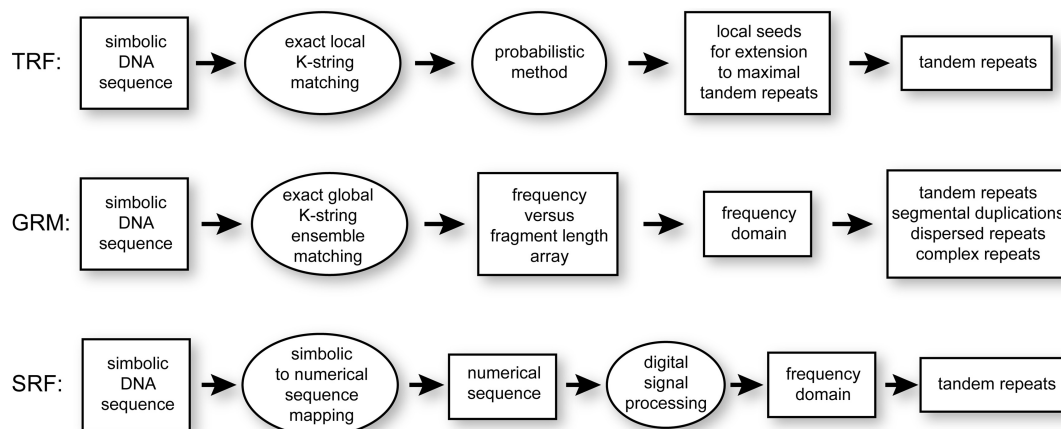 TRF:
simbolic
DNA
sequence
exact local
K-string
matching
probabilistic
method
local seeds
for extension
to maximal
tandem repeats
tandem repeats
GRM:
simbolic
DNA
sequence
exact global
K-string
ensemble
matching
frequency
versus
fragment length
array
frequency
domain
tandem repeats
segmental duplications
dispersed repeats
complex repeats
SRF:
simbolic
DNA
sequence
simbolic
to numerical
sequence
mapping
numerical
sequence
digital
signal
processing
frequency
domain
tandem repeats